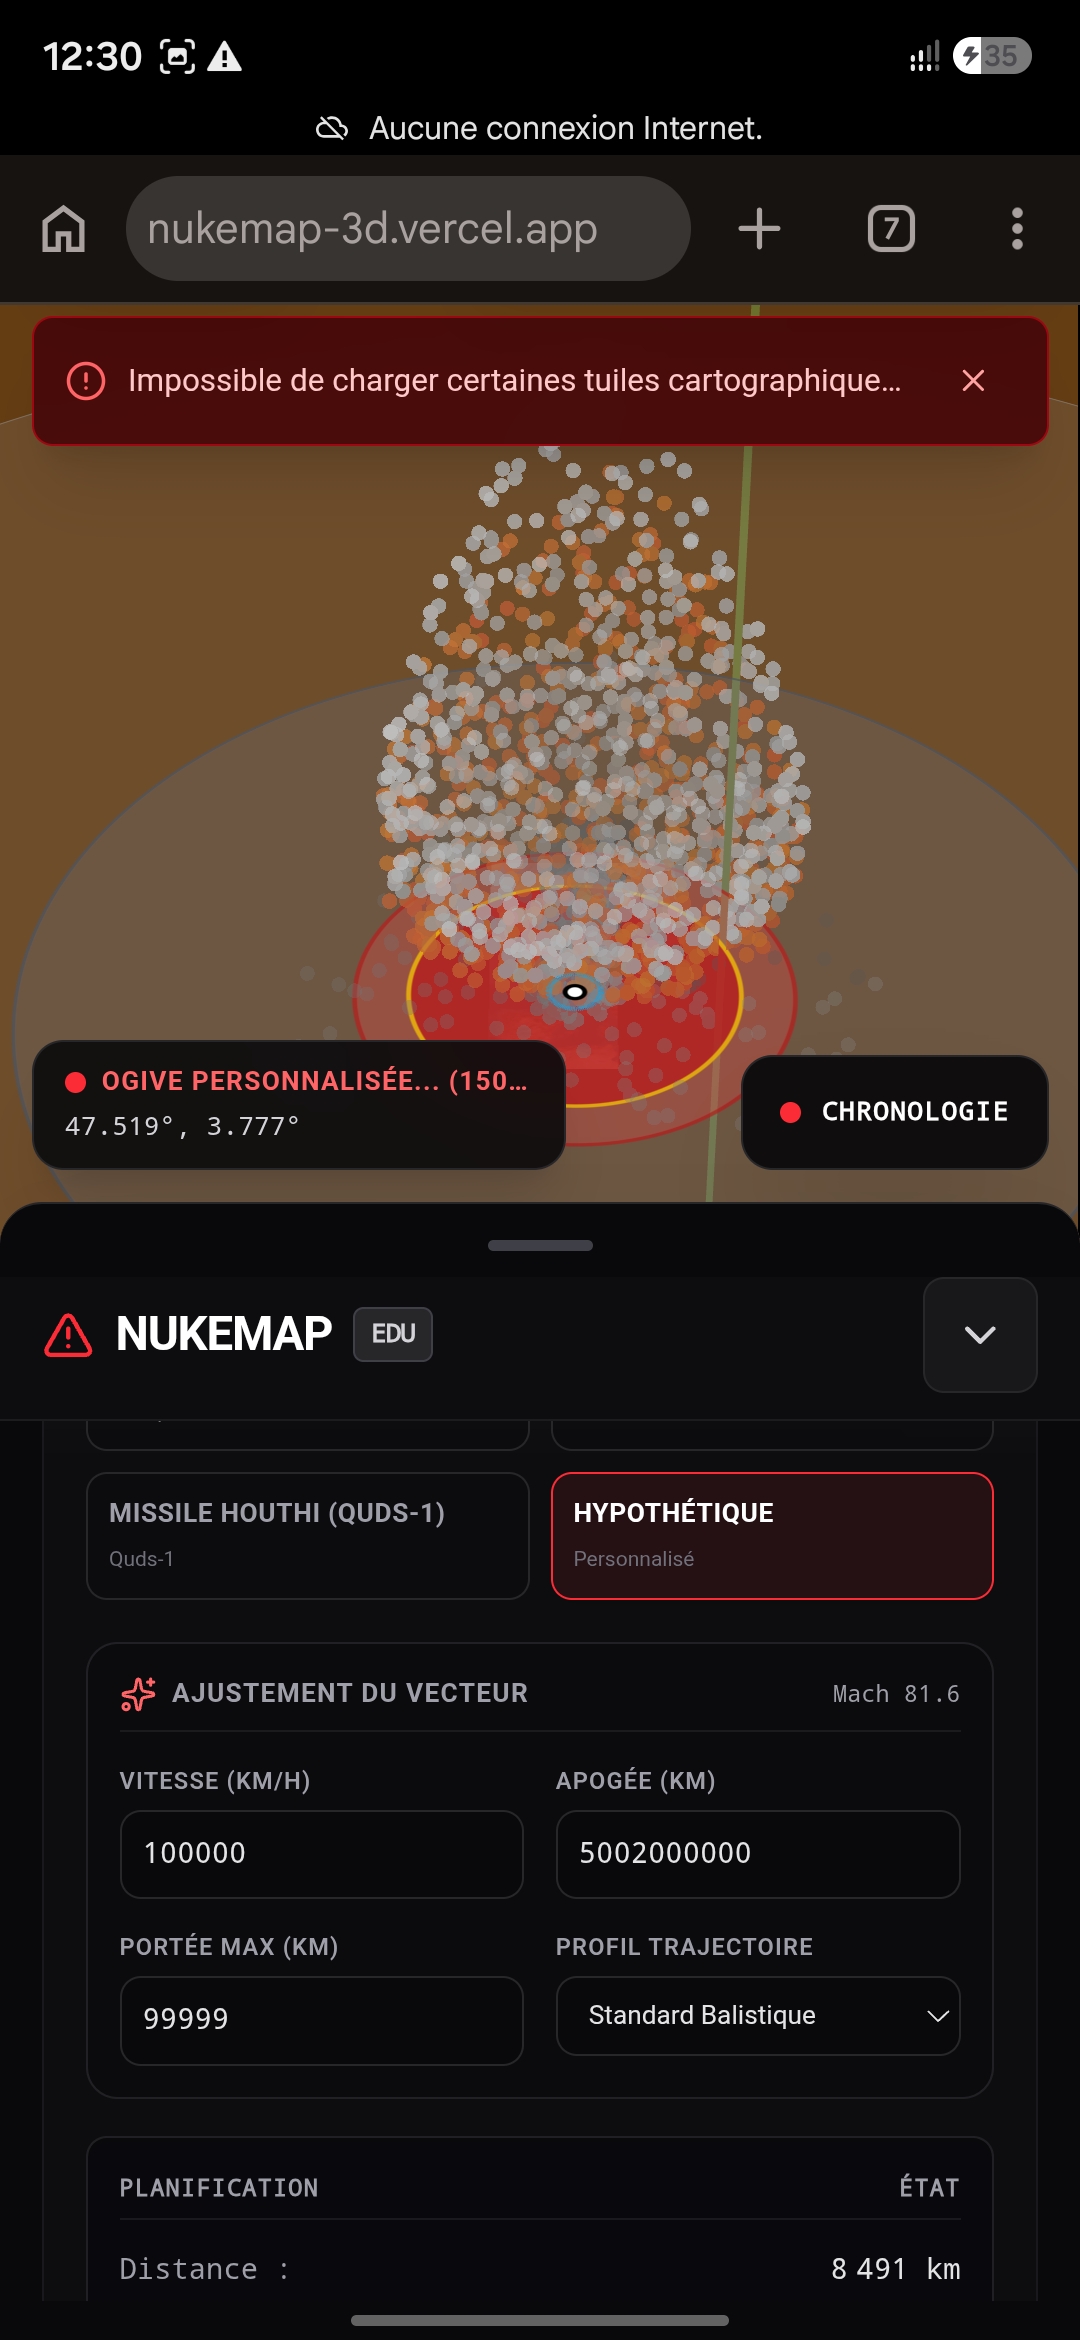 12:30
35
Aucune connexion Internet.
nukemap-3d.vercel.app
7
Impossible de charger certaines tuiles cartographique…
OGIVE PERSONNALISÉE... (150…
47.519°, 3.777°
CHRONOLOGIE
NUKEMAP EDU
MISSILE HOUTHI (QUDS-1)
Quds-1
HYPOTHÉTIQUE
Personnalisé
AJUSTEMENT DU VECTEUR
Mach 81.6
VITESSE (KM/H)
APOGÉE (KM)
100000
5002000000
PORTÉE MAX (KM)
PROFIL TRAJECTOIRE
99999
Standard Balistique
PLANIFICATION
ÉTAT
Distance :
8 491 km